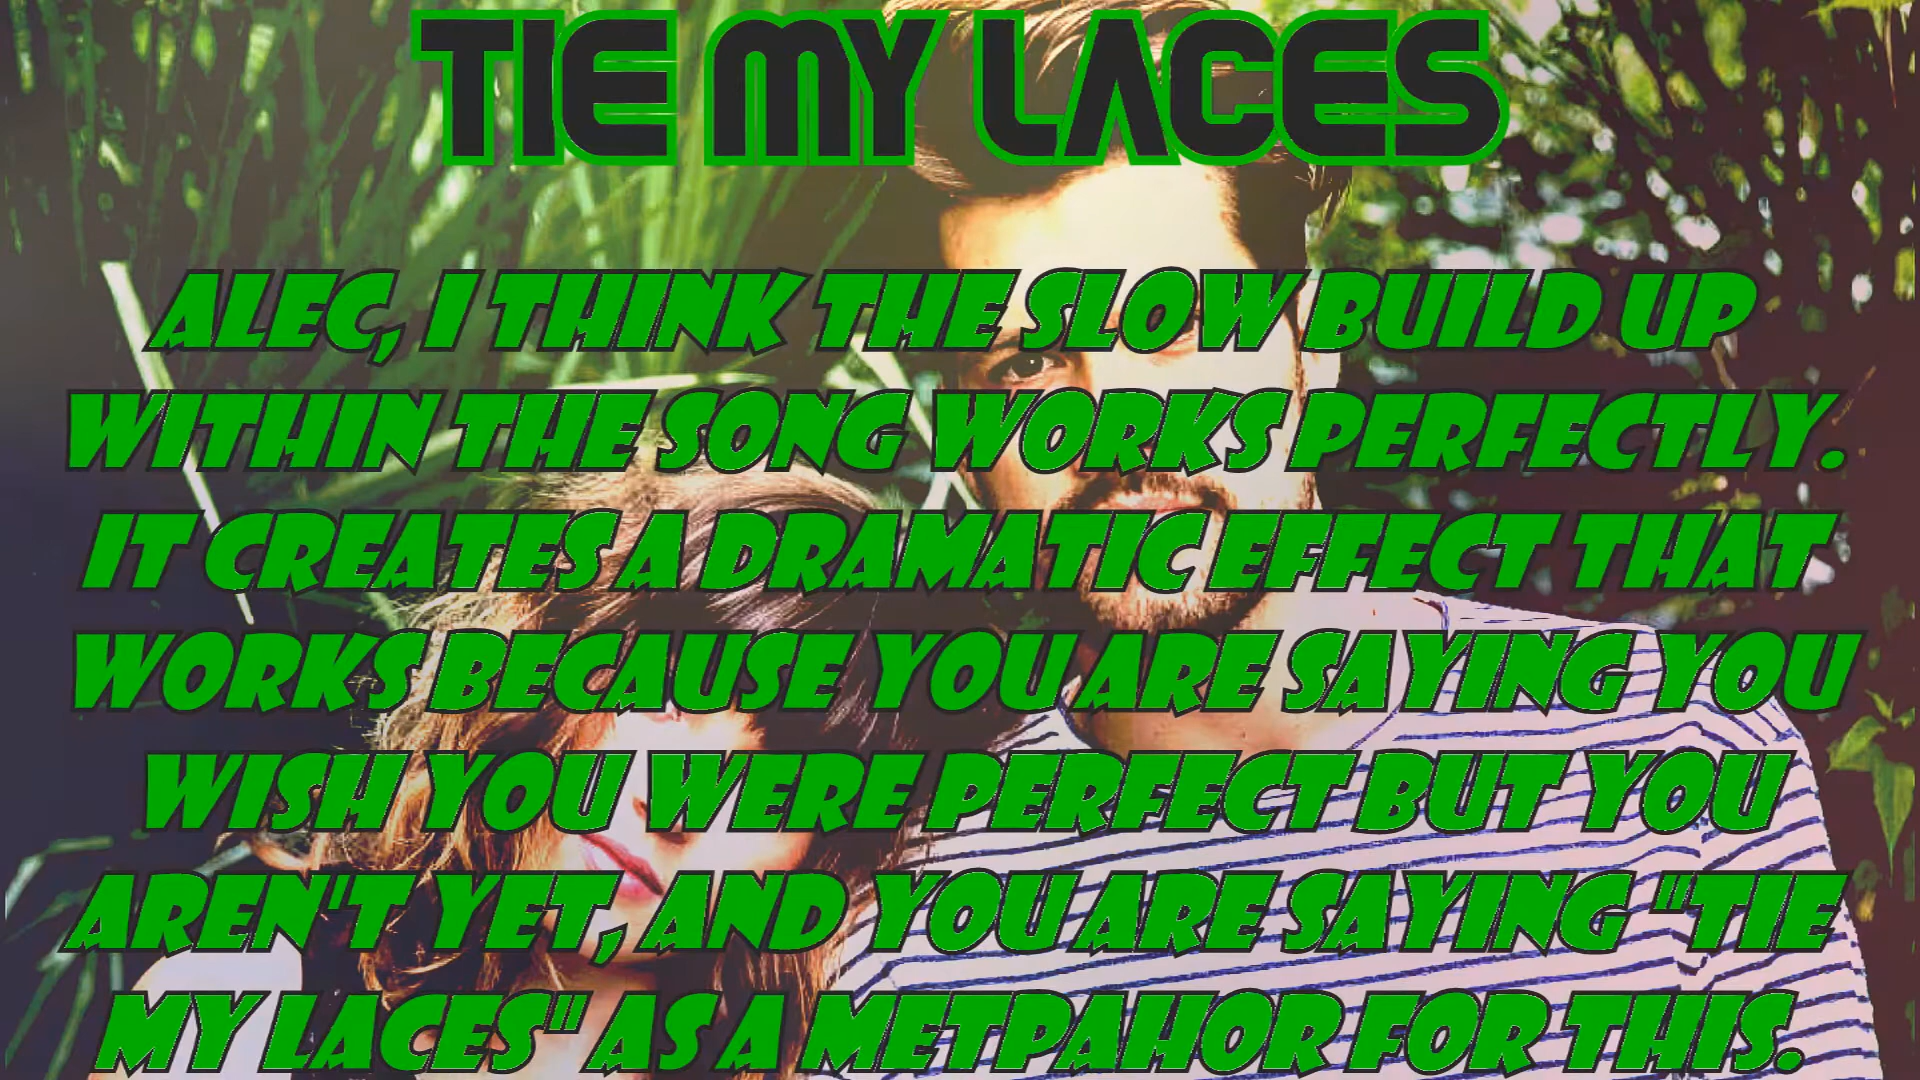 TIE MY LACES
ALEC, I THINK THE SLOW BUILD UP
WITHIN THE SONG WORKS PERFECTLY.
IT CREATES A DRAMATIC EFFECT THAT
WORKS BECAUSE YOU ARE SAYING YOU
WISH YOU WERE PERFECT BUT YOU
AREN'T YET, AND YOU ARE SAYING "TIE
MY LACES" AS A METPAHOR FOR THIS.